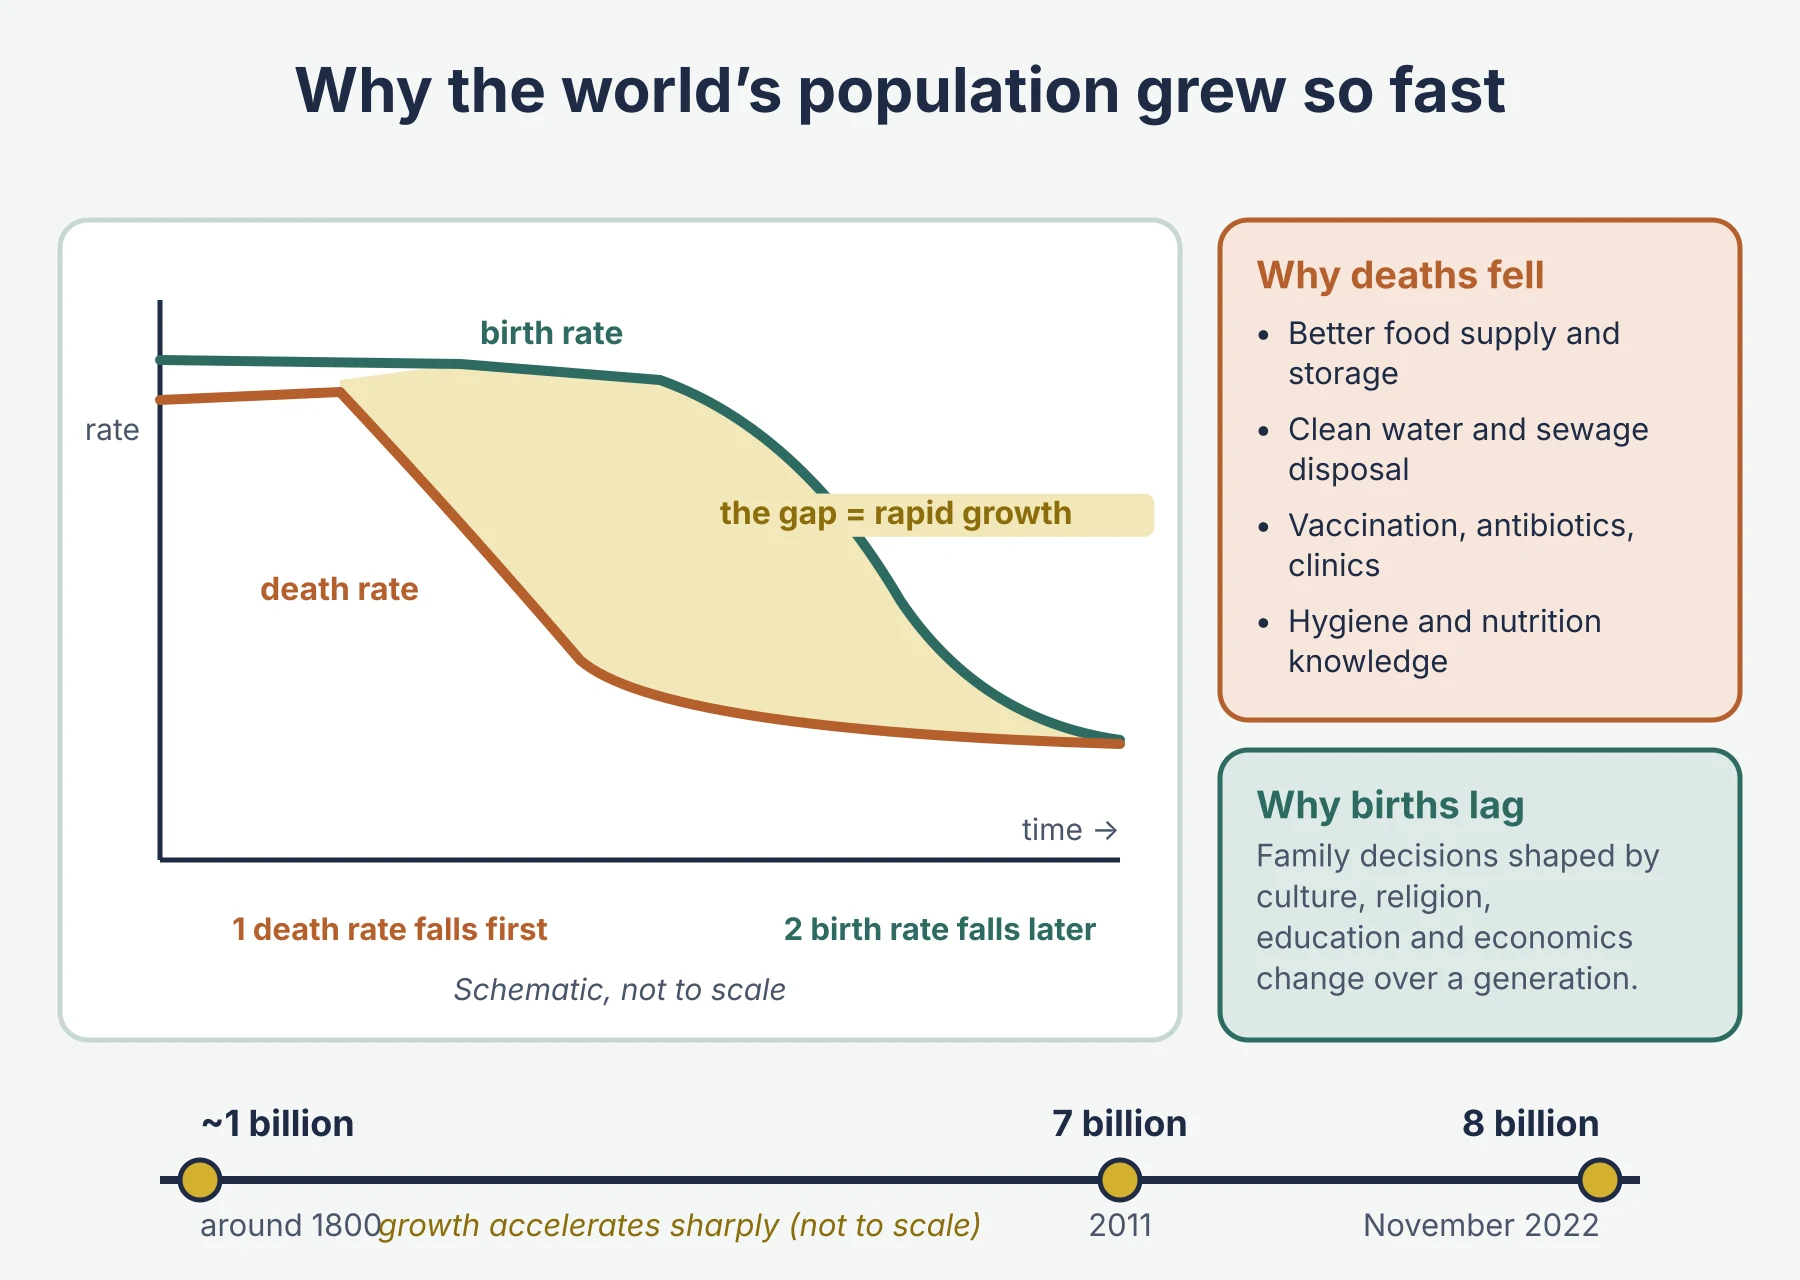 Why the world’s population grew so fast
birth rate
rate
the gap = rapid growth
death rate
time →
1 death rate falls first
2 birth rate falls later
Schematic, not to scale
Why deaths fell
• Better food supply and
storage
• Clean water and sewage
disposal
• Vaccination, antibiotics,
clinics
• Hygiene and nutrition
knowledge
Why births lag
Family decisions shaped by
culture, religion,
education and economics
change over a generation.
~1 billion
7 billion
8 billion
around 1800
growth accelerates sharply (not to scale)
2011
November 2022